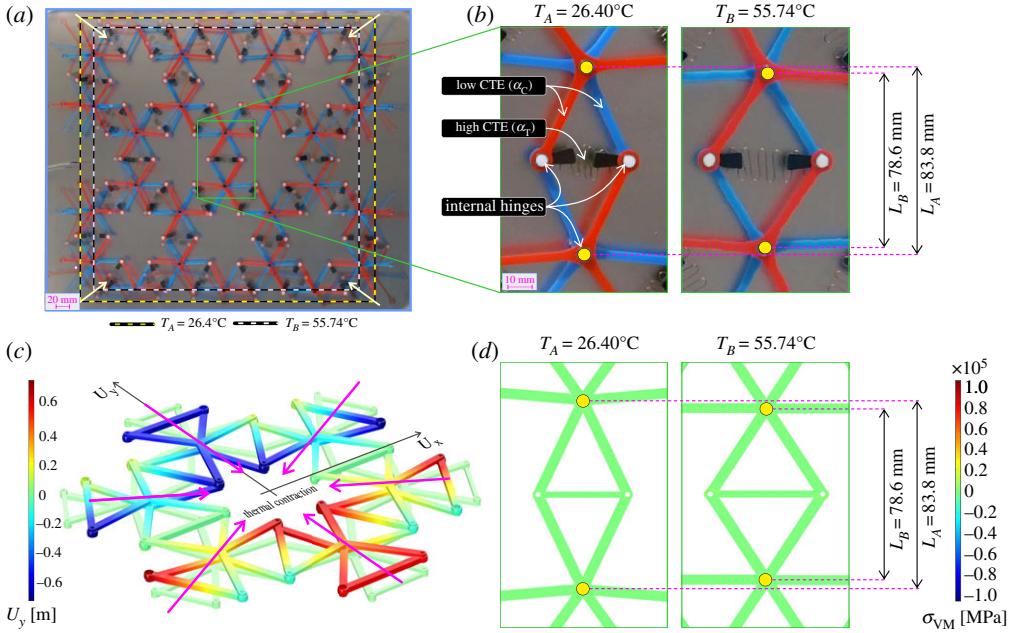 (a)
20 mm
T_A = 26.4°C
T_B = 55.74°C
(b)
T_A = 26.40°C
T_B = 55.74°C
low CTE (α_C)
high CTE (α_T)
internal hinges
10 mm
L_B = 78.6 mm
L_A = 83.8 mm
(c)
0.6
0.4
0.2
0
–0.2
–0.4
–0.6
U_y [m]
U_y
U_x
thermal contraction
(d)
T_A = 26.40°C
T_B = 55.74°C
L_B = 78.6 mm
L_A = 83.8 mm
×10⁵
1.0
0.8
0.6
0.4
0.2
0
–0.2
–0.4
–0.6
–0.8
–1.0
σ_VM [MPa]